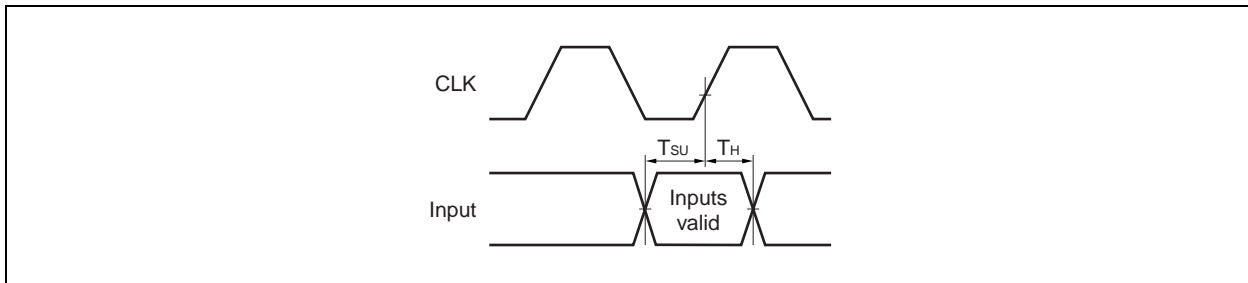 CLK
TSU TH
Input
Inputs
valid